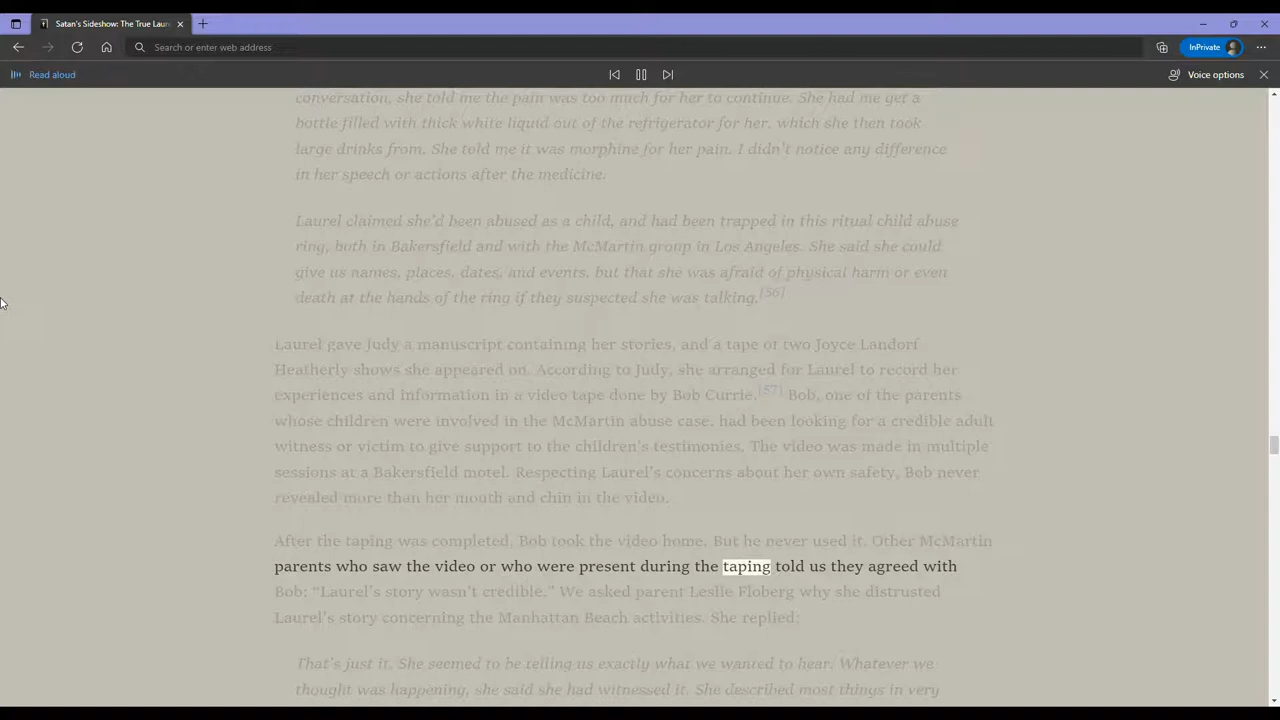 Satan's Sideshow: The True Laur
Search or enter web address
InPrivate
Read aloud
Voice options
conversation, she told me the pain was too much for her to continue. She had me get a
bottle filled with thick white liquid out of the refrigerator for her, which she then took
large drinks from. She told me it was morphine for her pain. I didn't notice any difference
in her speech or actions after the medicine.
Laurel claimed she'd been abused as a child, and had been trapped in this ritual child abuse
ring, both in Bakersfield and with the McMartin group in Los Angeles. She said she could
give us names, places, dates, and events, but that she was afraid of physical harm or even
death at the hands of the ring if they suspected she was talking.[56]
Laurel gave Judy a manuscript containing her stories, and a tape of two Joyce Landorf
Heatherly shows she appeared on. According to Judy, she arranged for Laurel to record her
experiences and information in a video tape done by Bob Currie.[57] Bob, one of the parents
whose children were involved in the McMartin abuse case, had been looking for a credible adult
witness or victim to give support to the children's testimonies. The video was made in multiple
sessions at a Bakersfield motel. Respecting Laurel's concerns about her own safety, Bob never
revealed more than her mouth and chin in the video.
After the taping was completed, Bob took the video home. But he never used it. Other McMartin
parents who saw the video or who were present during the taping told us they agreed with
Bob: “Laurel's story wasn't credible.” We asked parent Leslie Floberg why she distrusted
Laurel's story concerning the Manhattan Beach activities. She replied:
That's just it. She seemed to be telling us exactly what we wanted to hear. Whatever we
thought was happening, she said she had witnessed it. She described most things in very